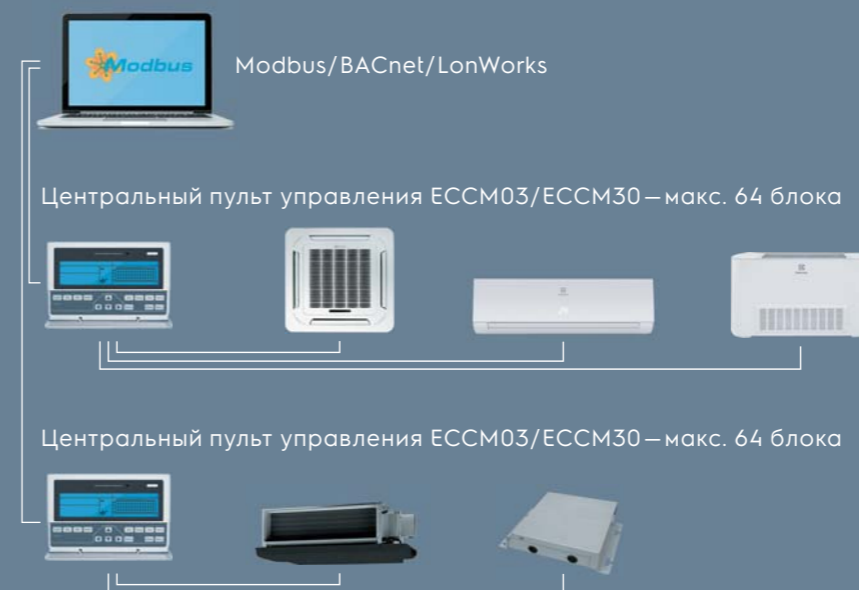 Modbus
Modbus/BACnet/LonWorks
Центральный пульт управления ECCM03/ECCM30—макс. 64 блока
Центральный пульт управления ECCM03/ECCM30—макс. 64 блока